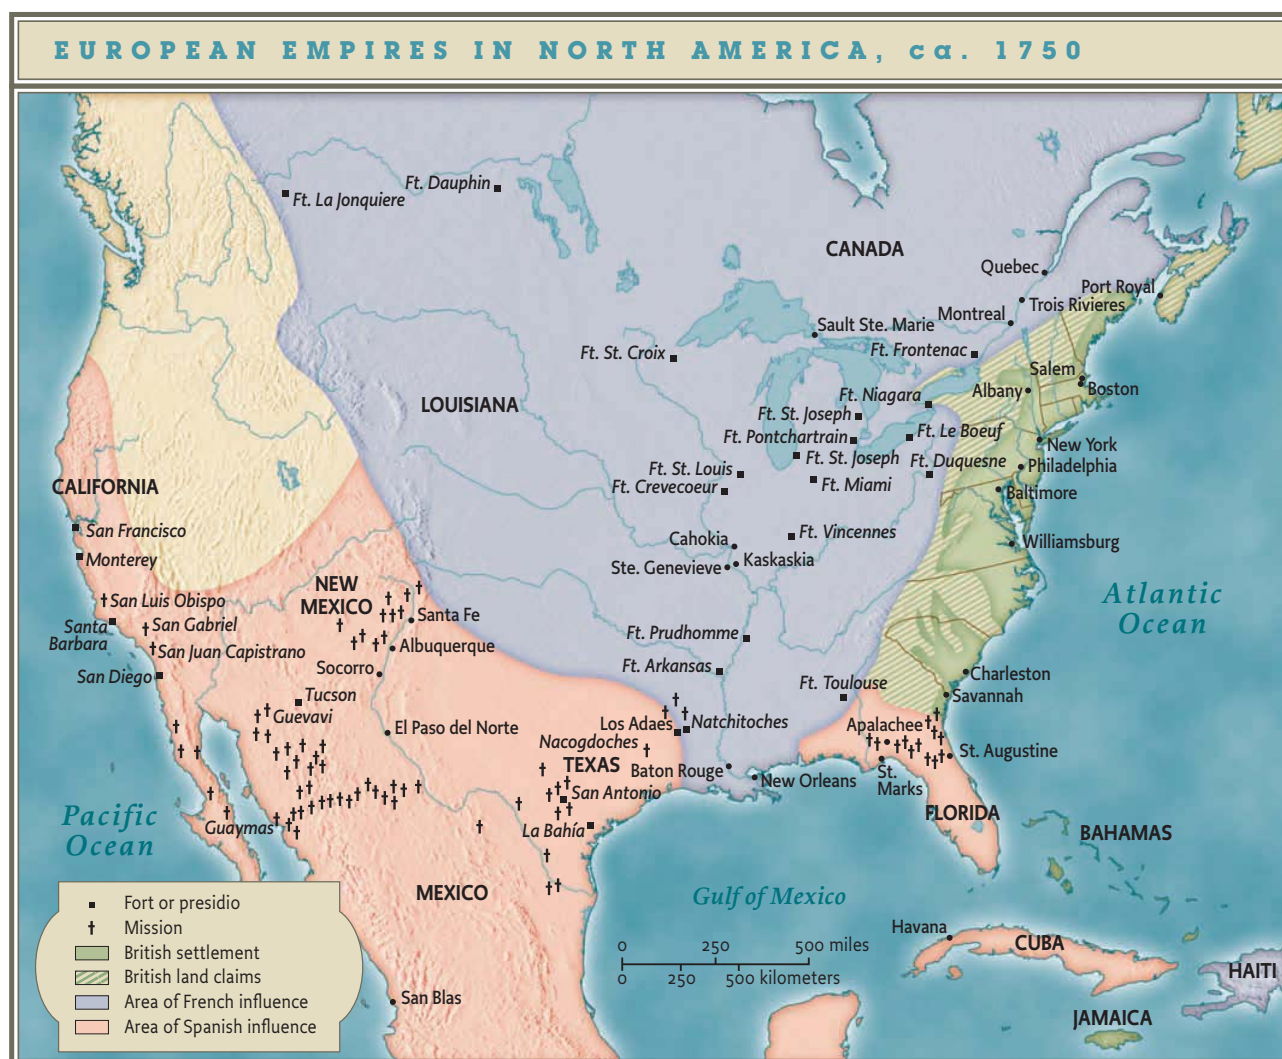 EUROPEAN EMPIRES IN NORTH AMERICA, ca. 1750
Ft. La Jonquiere
Ft. Dauphin
CANADA
Quebec
Port Royal
Trois Rivieres
Montreal
Sault Ste. Marie
Ft. Frontenac
Ft. St. Croix
Salem
Boston
Albany
Ft. Niagara
LOUISIANA
Ft. St. Joseph
Ft. Le Boeuf
Ft. Pontchartrain
New York
Ft. St. Joseph
Ft. Duquesne
Philadelphia
Ft. St. Louis
Ft. Miami
Ft. Crevecoeur
Baltimore
CALIFORNIA
San Francisco
Ft. Vincennes
Cahokia
Williamsburg
Monterey
Kaskaskia
Ste. Genevieve
NEW
MEXICO
Atlantic
Ocean
San Luis Obispo
Santa Fe
Santa
Barbara
San Gabriel
Ft. Prudhomme
San Juan Capistrano
Albuquerque
Socorro
Ft. Arkansas
San Diego
Charleston
Ft. Toulouse
Savannah
Tucson
Guevavi
Los Adaes
Natchitoches
Apalachee
El Paso del Norte
Nacogdoches
St. Augustine
TEXAS
Baton Rouge
New Orleans
St.
Marks
San Antonio
FLORIDA
Pacific
Ocean
Guaymas
La Bahía
BAHAMAS
MEXICO
Gulf of Mexico
Havana
CUBA
HAITI
JAMAICA
San Blas
0 250 500 miles
0 250 500 kilometers
Fort or presidio
Mission
British settlement
British land claims
Area of French influence
Area of Spanish influence